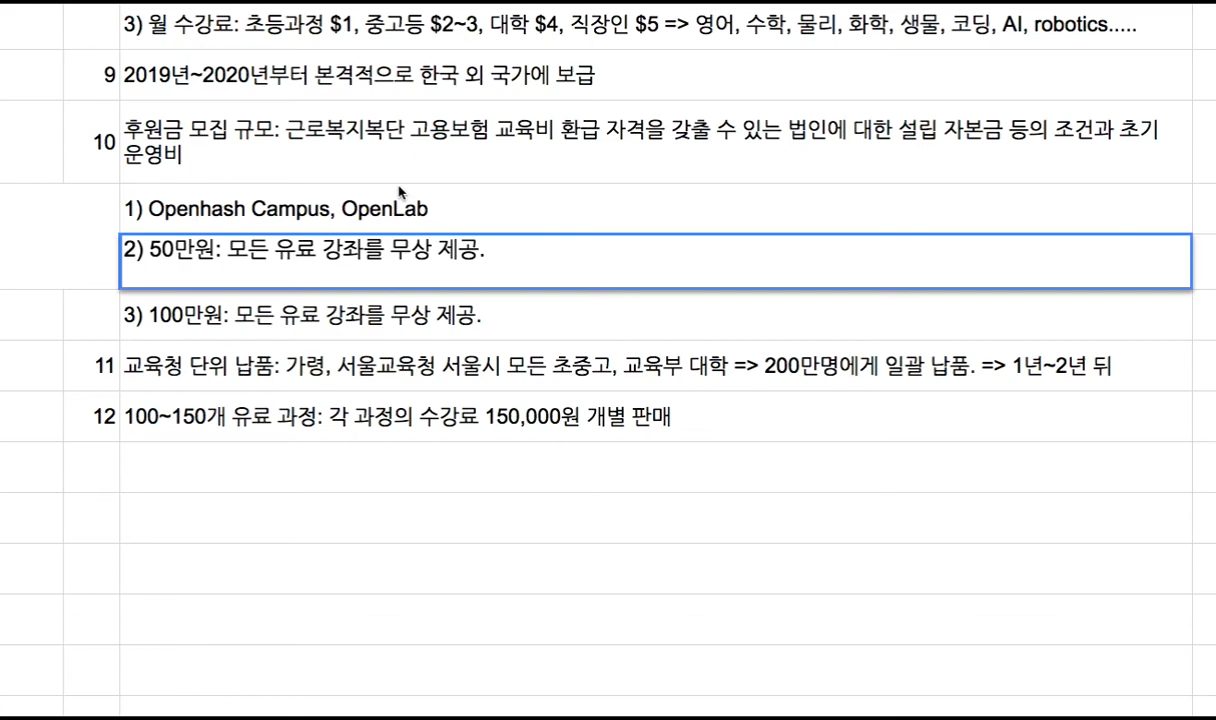 3) 월 수강료: 초등과정 $1, 중고등 $2~3, 대학 $4, 직장인 $5 => 영어, 수학, 물리, 화학, 생물, 코딩, AI, robotics.....
9 2019년~2020년부터 본격적으로 한국 외 국가에 보급
10 후원금 모집 규모: 근로복지복단 고용보험 교육비 환급 자격을 갖출 수 있는 법인에 대한 설립 자본금 등의 조건과 초기
운영비
1) Openhash Campus, OpenLab
2) 50만원: 모든 유료 강좌를 무상 제공.
3) 100만원: 모든 유료 강좌를 무상 제공.
11 교육청 단위 납품: 가령, 서울교육청 서울시 모든 초중고, 교육부 대학 => 200만명에게 일괄 납품. => 1년~2년 뒤
12 100~150개 유료 과정: 각 과정의 수강료 150,000원 개별 판매